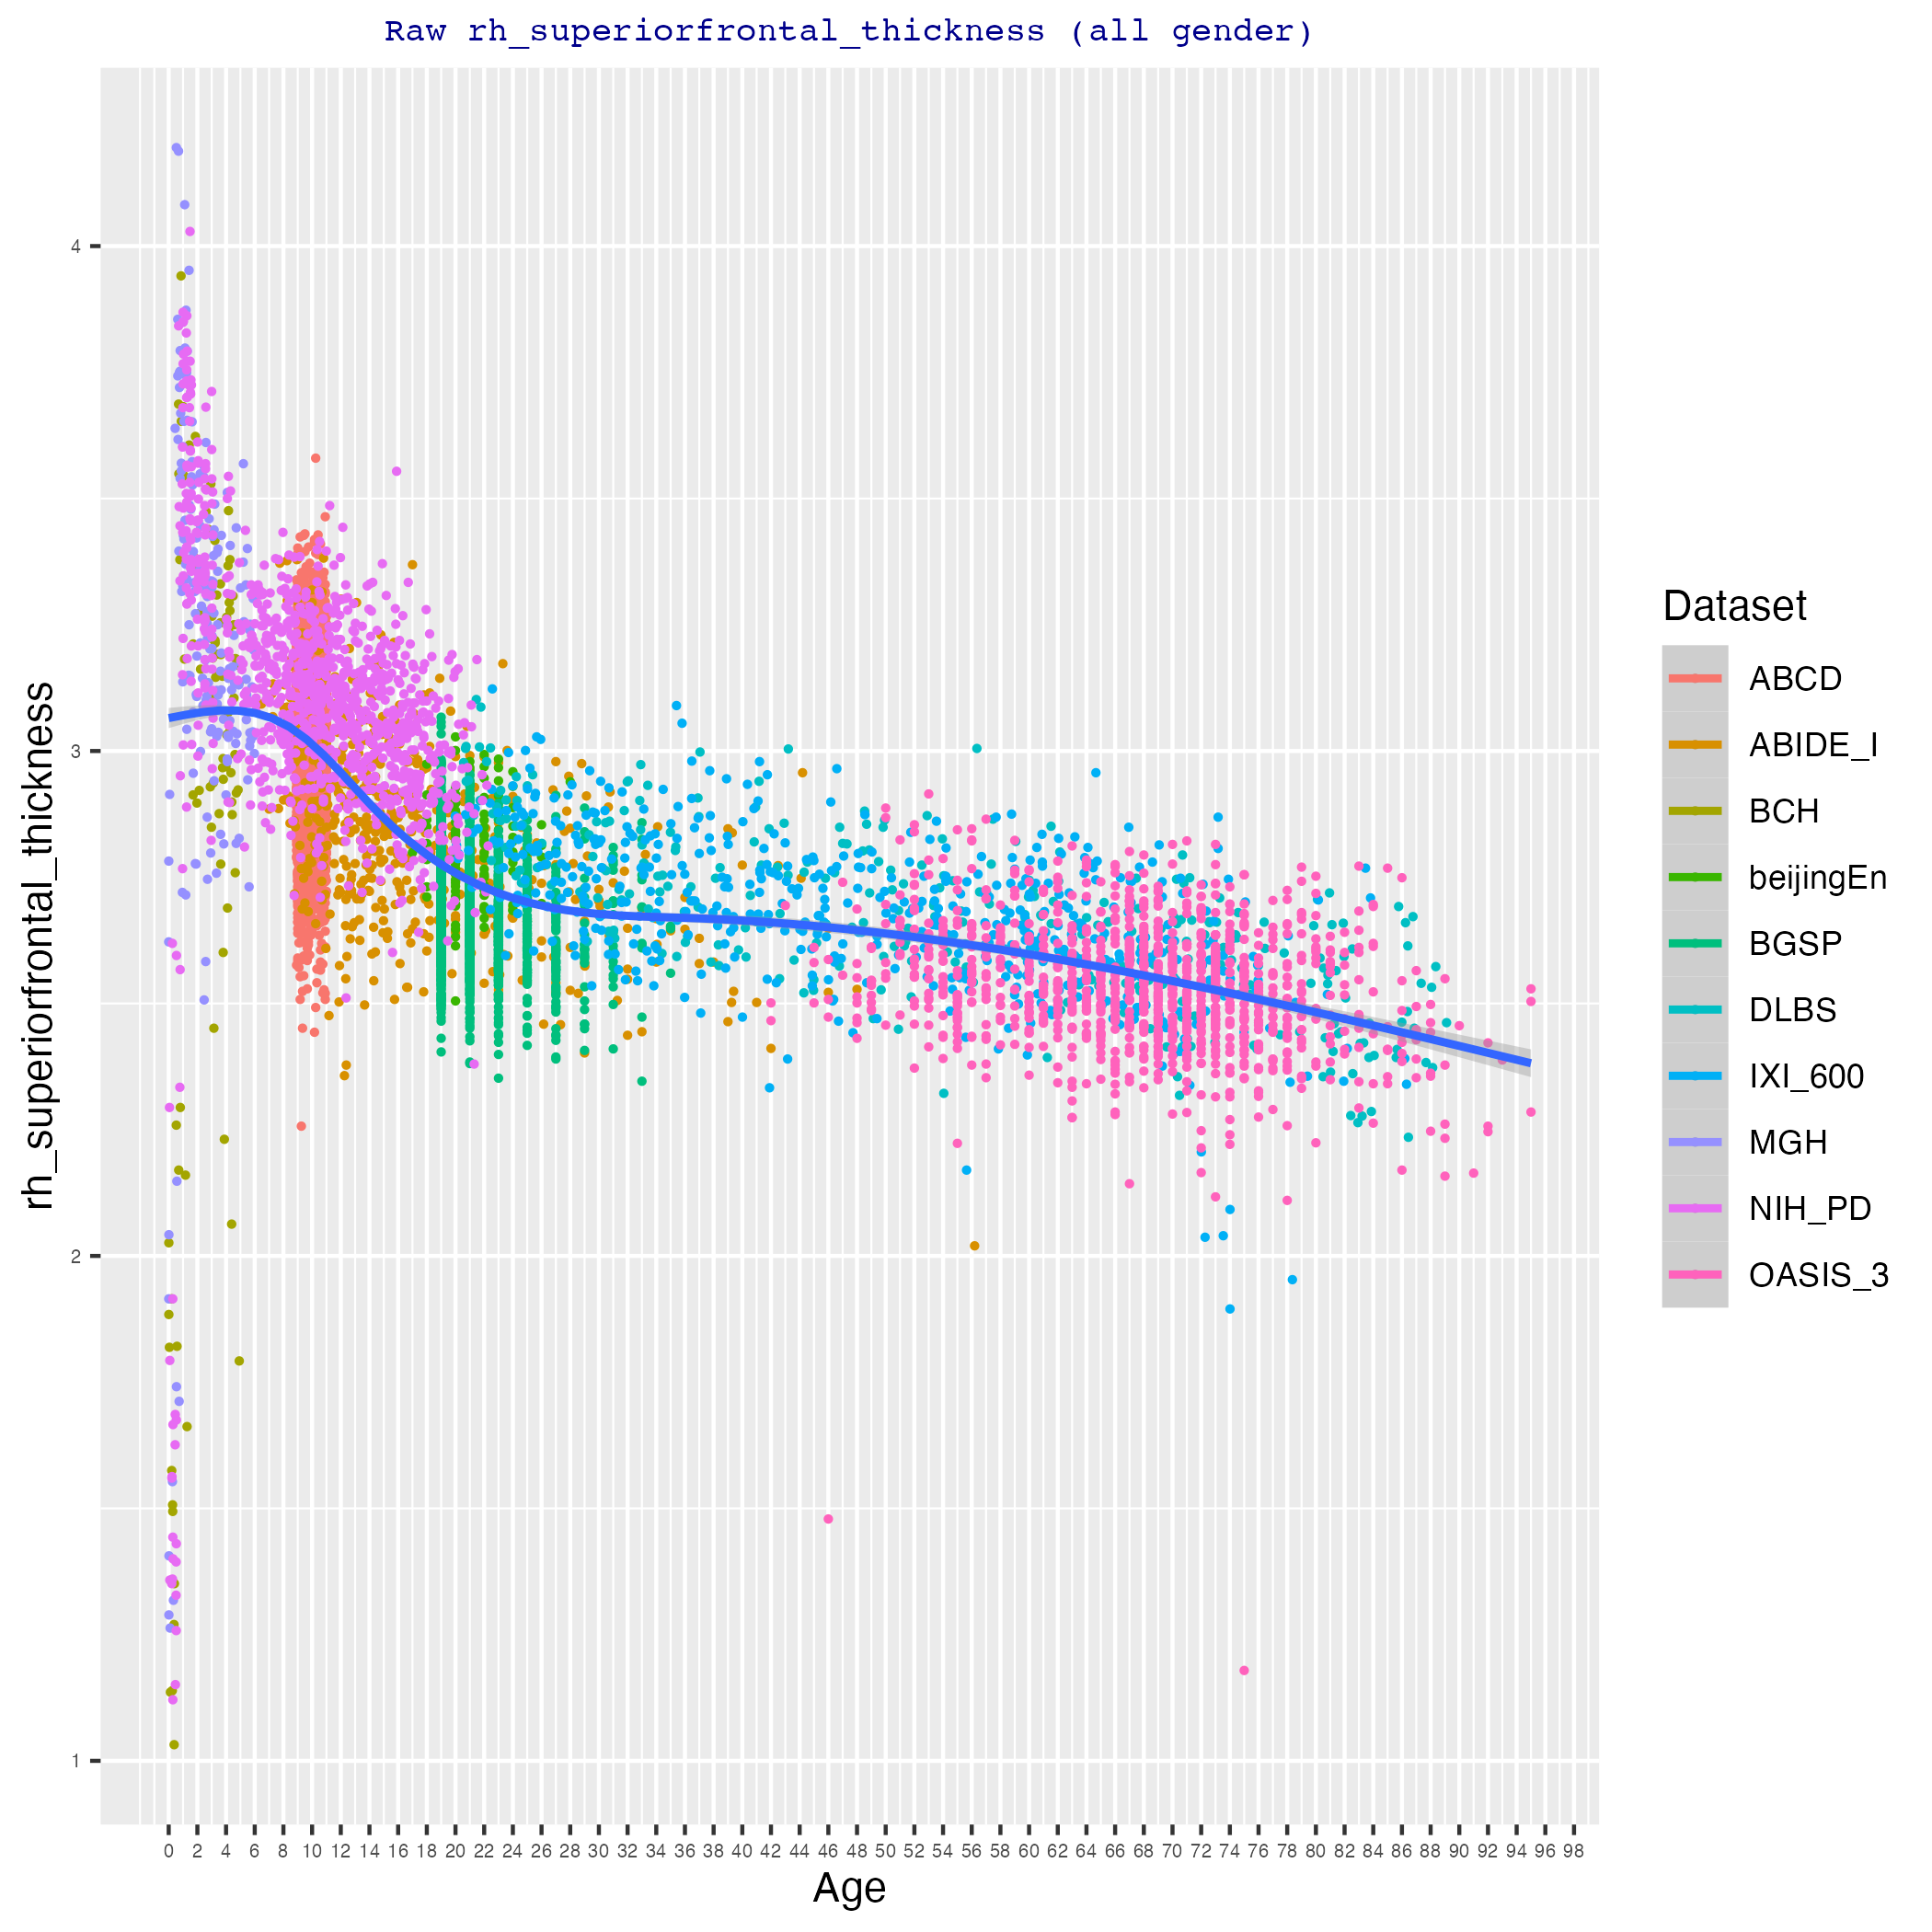 Raw rh_superiorfrontal_thickness (all gender)
rh_superiorfrontal_thickness
4
3
2
1
0 2 4 6 8 10 12 14 16 18 20 22 24 26 28 30 32 34 36 38 40 42 44 46 48 50 52 54 56 58 60 62 64 66 68 70 72 74 76 78 80 82 84 86 88 90 92 94 96 98
Age
Dataset
ABCD
ABIDE_I
BCH
beijingEn
BGSP
DLBS
IXI_600
MGH
NIH_PD
OASIS_3